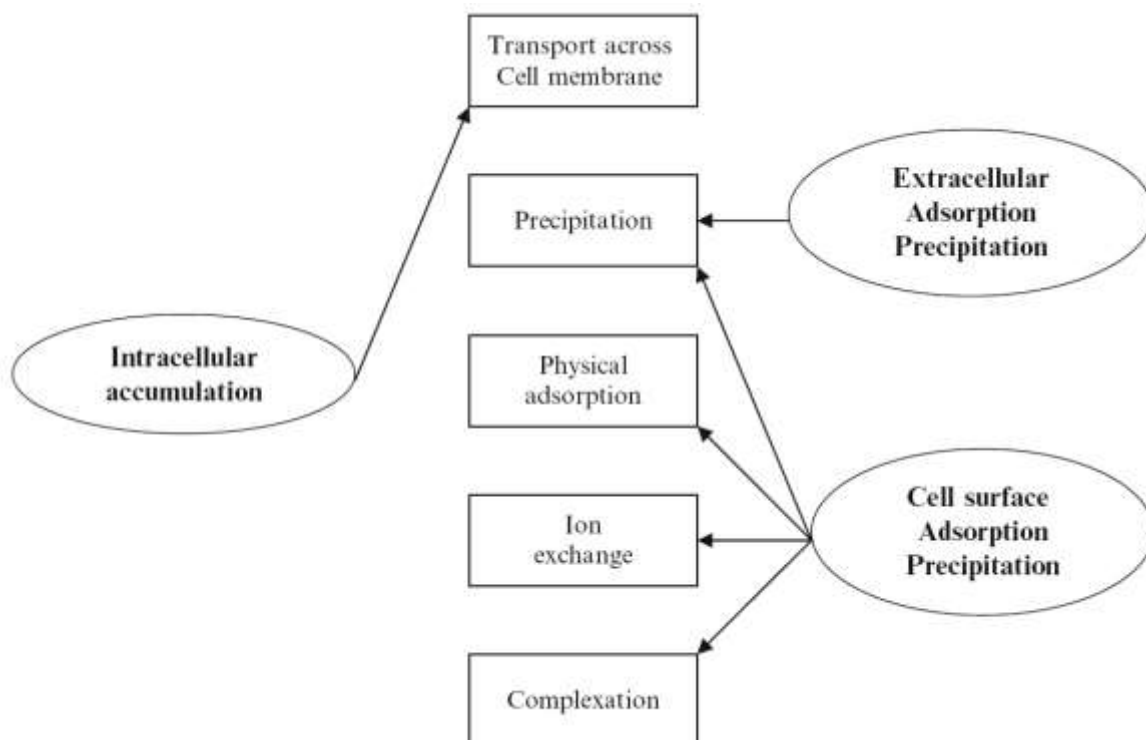 Transport across
Cell membrane
Extracellular
Adsorption
Precipitation
Precipitation
Intracellular
accumulation
Physical
adsorption
Cell surface
Adsorption
Precipitation
Ion
exchange
Complexation